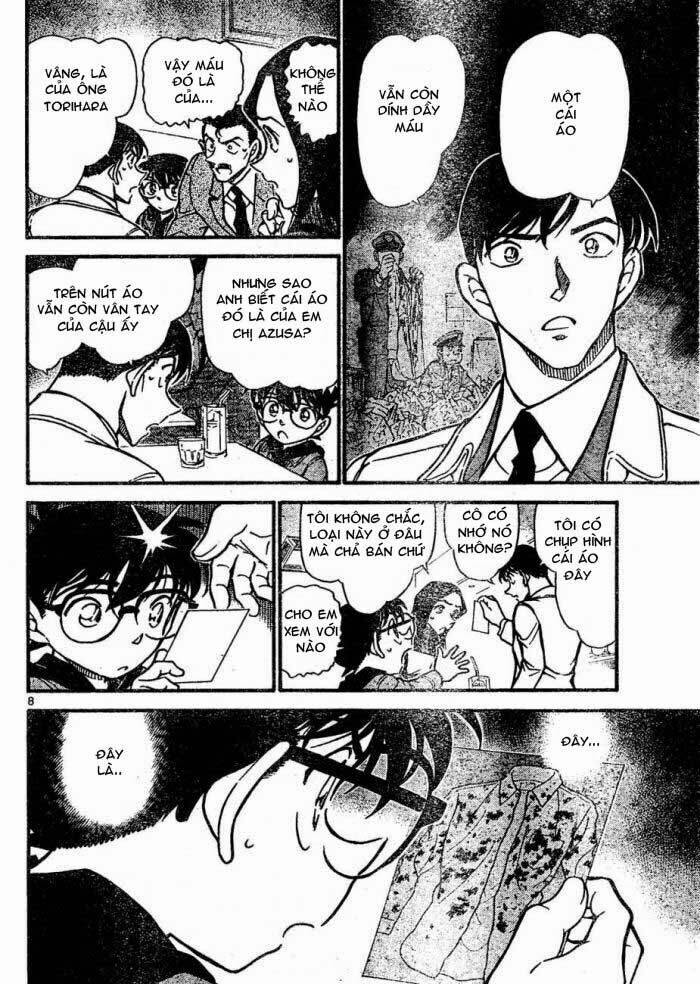 MỘT
CÁI
ÁO
VẪN CÒN
DÍNH DẦY
MÁU
KHÔNG
THỂ
NÀO
VẬY MÁU
ĐÓ LÀ
CỦA...
VÂNG, LÀ
CỦA ÔNG
TORIHARA
NHƯNG SAO
ANH BIẾT CÁI ÁO
ĐÓ LÀ CỦA EM
CHỊ AZUSA?
TRÊN NÚT ÁO
VẪN CÒN VÂN TAY
CỦA CẬU ẤY
TÔI CÓ
CHỤP HÌNH
CÁI ÁO
ĐÂY
CÔ CÓ
NHỚ NÓ
KHÔNG?
TÔI KHÔNG CHẮC,
LOẠI NÀY Ở ĐÂU
MÀ CHẢ BÁN CHỨ
CHO EM
XEM VỚI
NÀO
8
ĐÂY...
ĐÂY
LÀ..